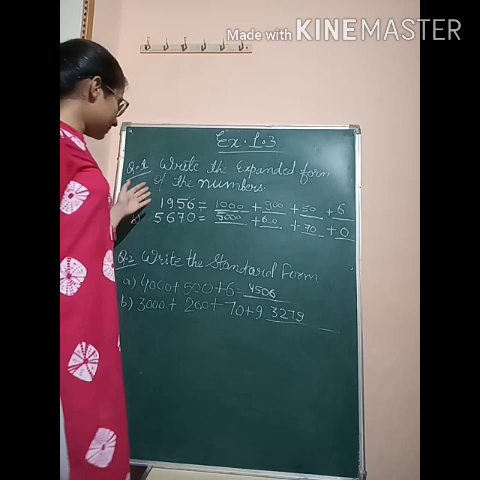 Made with KINEMASTER
Ex. 1.3
Q.1 Write the Expanded form
of the numbers.
1956 = 1000 + 900 + 50 + 6
5670 = 5000 + 600 + 70 + 0
Q.2 Write the Standard Form
a) 4000 + 500 + 6 = 4506
b) 3000 + 200 + 70 + 9 3279